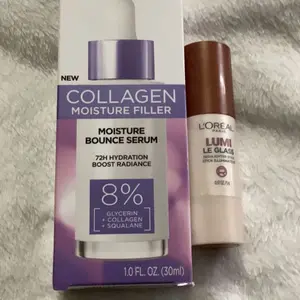 NEW
COLLAGEN
MOISTURE FILLER
MOISTURE
BOUNCE SERUM
72H HYDRATION
BOOST RADIANCE
8%
GLYCERIN
+ COLLAGEN
+ SQUALANE
1.0 FL. OZ. (30ml)
L'ORÉAL
PARIS
LUMI
LE GLASS